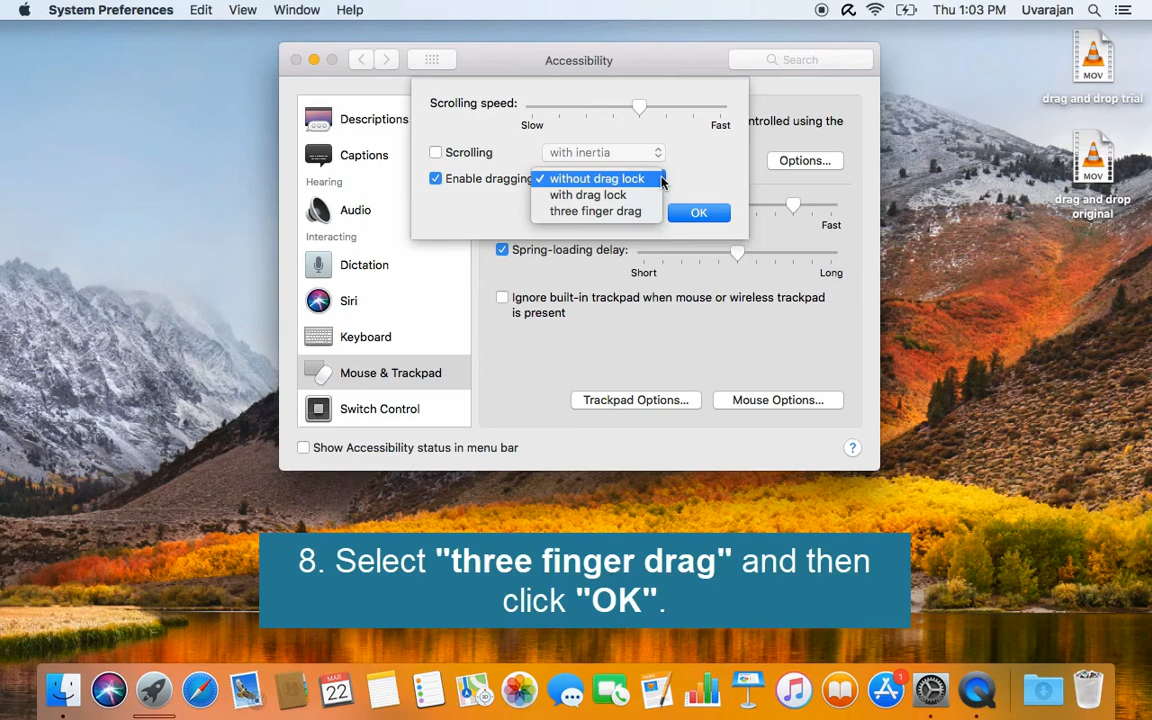 System Preferences Edit View Window Help Thu 1:03 PM Uvarajan
Accessibility
Search
MOV
drag and drop trial
Scrolling speed:
Slow Fast
Descriptions
ntrolled using the
Scrolling with inertia
Captions
Options...
Enable dragging ✓ without drag lock
with drag lock
three finger drag
OK
Hearing
Audio
Fast
MOV
drag and drop
original
Interacting
Spring-loading delay:
Short Long
Dictation
Siri
Ignore built-in trackpad when mouse or wireless trackpad
is present
Keyboard
Mouse & Trackpad
Trackpad Options... Mouse Options...
Switch Control
Show Accessibility status in menu bar
?
8. Select "three finger drag" and then
click "OK".
MAR
22
1